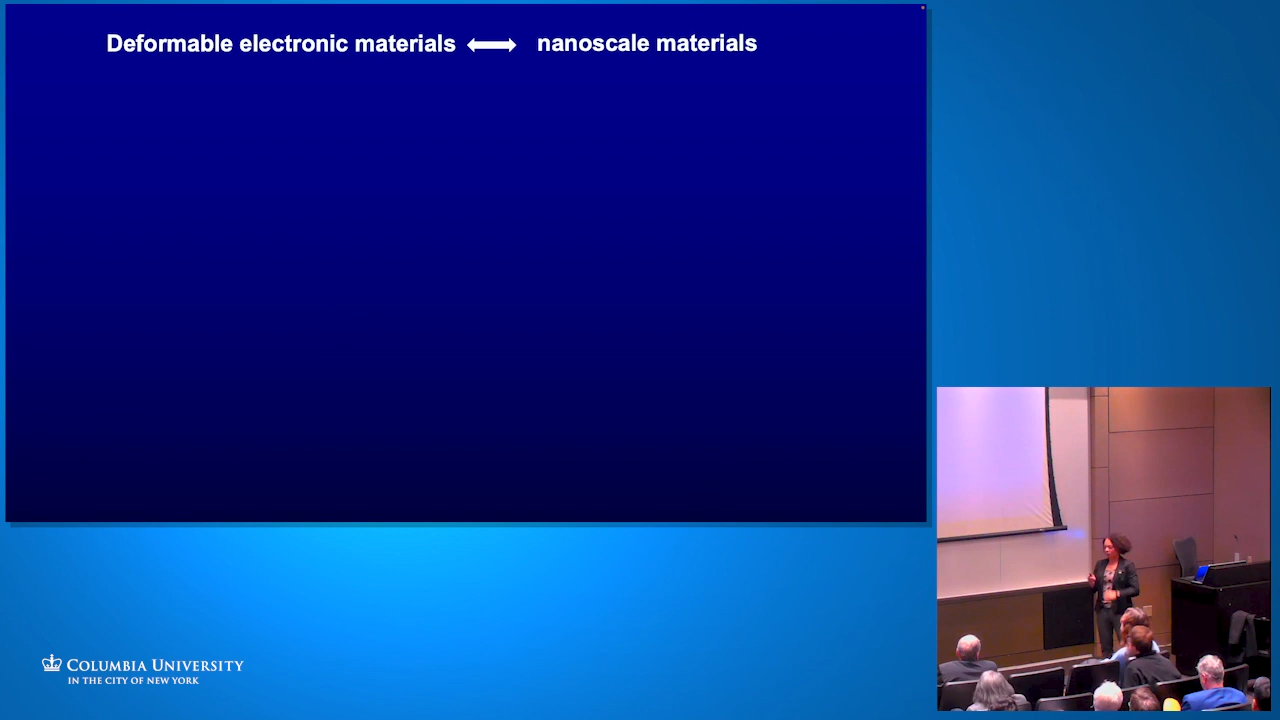 Deformable electronic materials ⟷ nanoscale materials
COLUMBIA UNIVERSITY
IN THE CITY OF NEW YORK